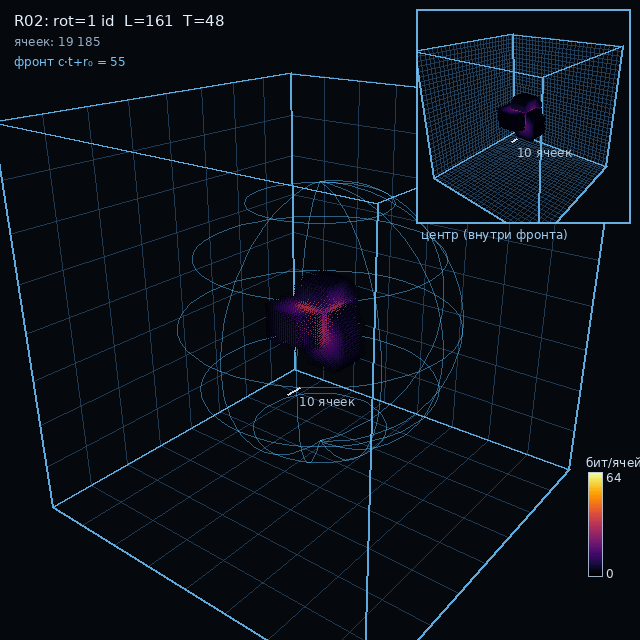 R02: rot=1 id  L=161  T=48
ячеек: 19 185
фронт c·t+r₀ = 55
10 ячеек
центр (внутри фронта)
10 ячеек
бит/ячей
64
0